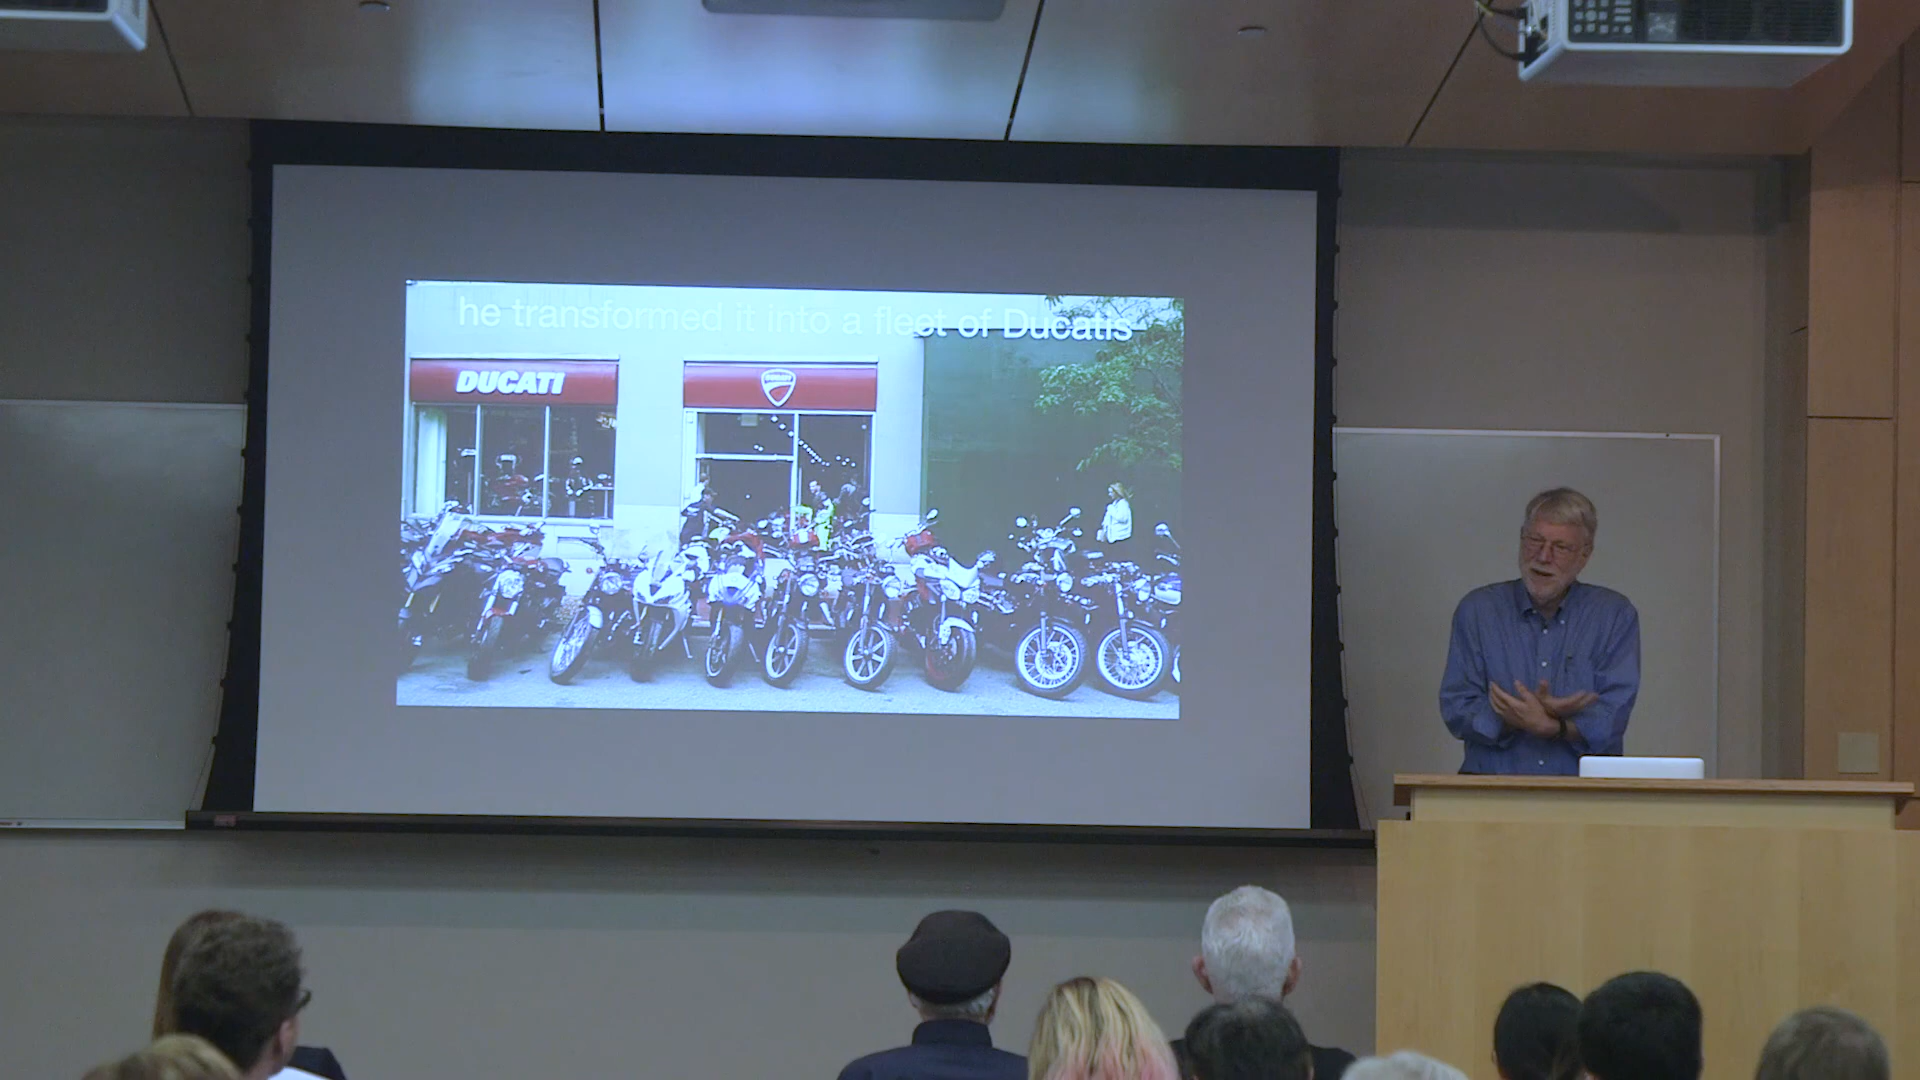 he transformed it into a fleet of Ducatis
DUCATI